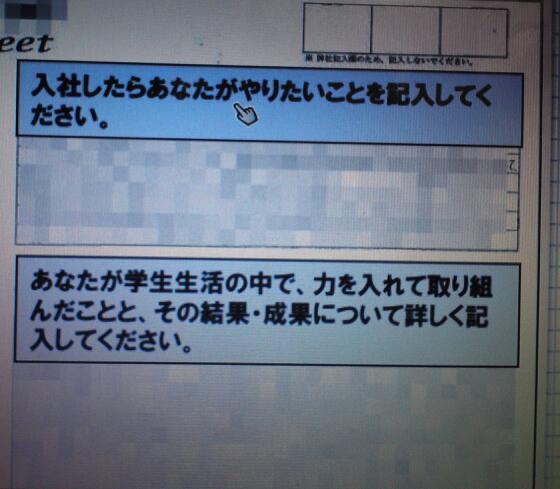 eet
※ 弊社記入欄のため、記入しないでください。
入社したらあなたがやりたいことを記入してく
ださい。
あなたが学生生活の中で、力を入れて取り組
んだことと、その結果・成果について詳しく記
入してください。